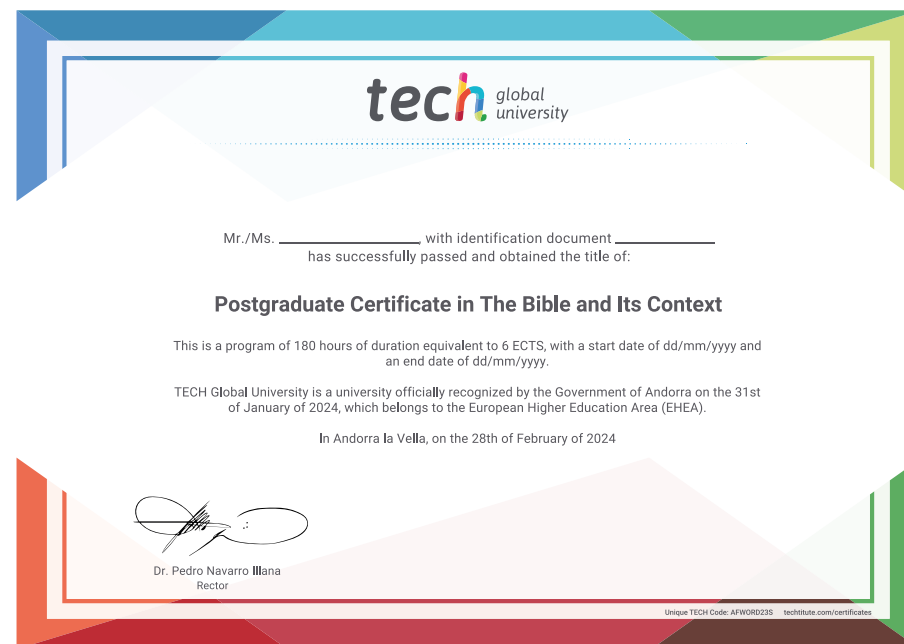 tech global
university
Mr./Ms. ________________, with identification document ____________
has successfully passed and obtained the title of:
Postgraduate Certificate in The Bible and Its Context
This is a program of 180 hours of duration equivalent to 6 ECTS, with a start date of dd/mm/yyyy and
an end date of dd/mm/yyyy.
TECH Global University is a university officially recognized by the Government of Andorra on the 31st
of January of 2024, which belongs to the European Higher Education Area (EHEA).
In Andorra la Vella, on the 28th of February of 2024
Dr. Pedro Navarro Illana
Rector
Unique TECH Code: AFWORD23S techtitute.com/certificates